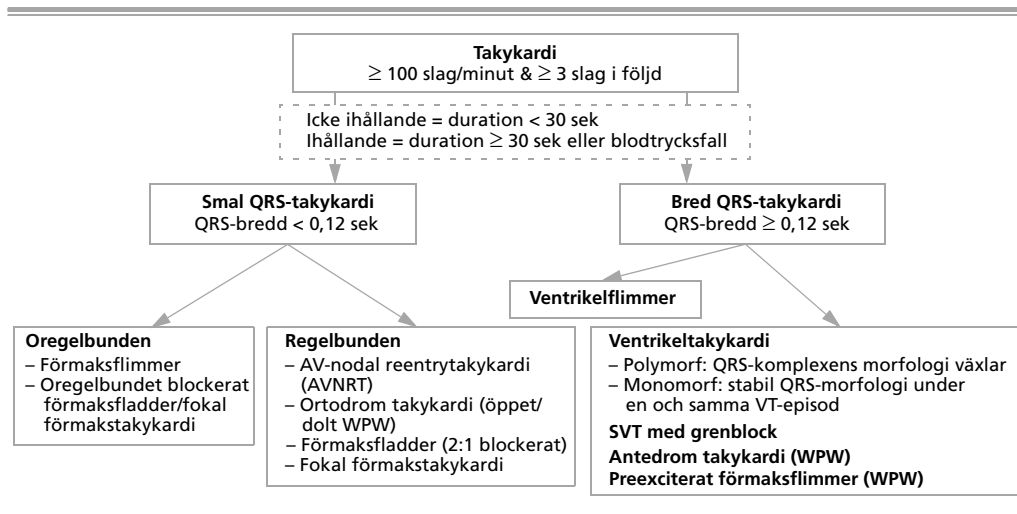 Takykardi
≥ 100 slag/minut & ≥ 3 slag i följd
Icke ihållande = duration < 30 sek
Ihållande = duration ≥ 30 sek eller blodtrycksfall
Smal QRS-takykardi
QRS-bredd < 0,12 sek
Bred QRS-takykardi
QRS-bredd ≥ 0,12 sek
Ventrikelflimmer
Oregelbunden
– Förmaksflimmer
– Oregelbundet blockerat
förmaksfladder/fokal
förmakstakykardi
Regelbunden
– AV-nodal reentrytakykardi
(AVNRT)
– Ortodrom takykardi (öppet/
dolt WPW)
– Förmaksfladder (2:1 blockerat)
– Fokal förmakstakykardi
Ventrikeltakykardi
– Polymorf: QRS-komplexens morfologi växlar
– Monomorf: stabil QRS-morfologi under
en och samma VT-episod
SVT med grenblock
Antedrom takykardi (WPW)
Preexciterat förmaksflimmer (WPW)